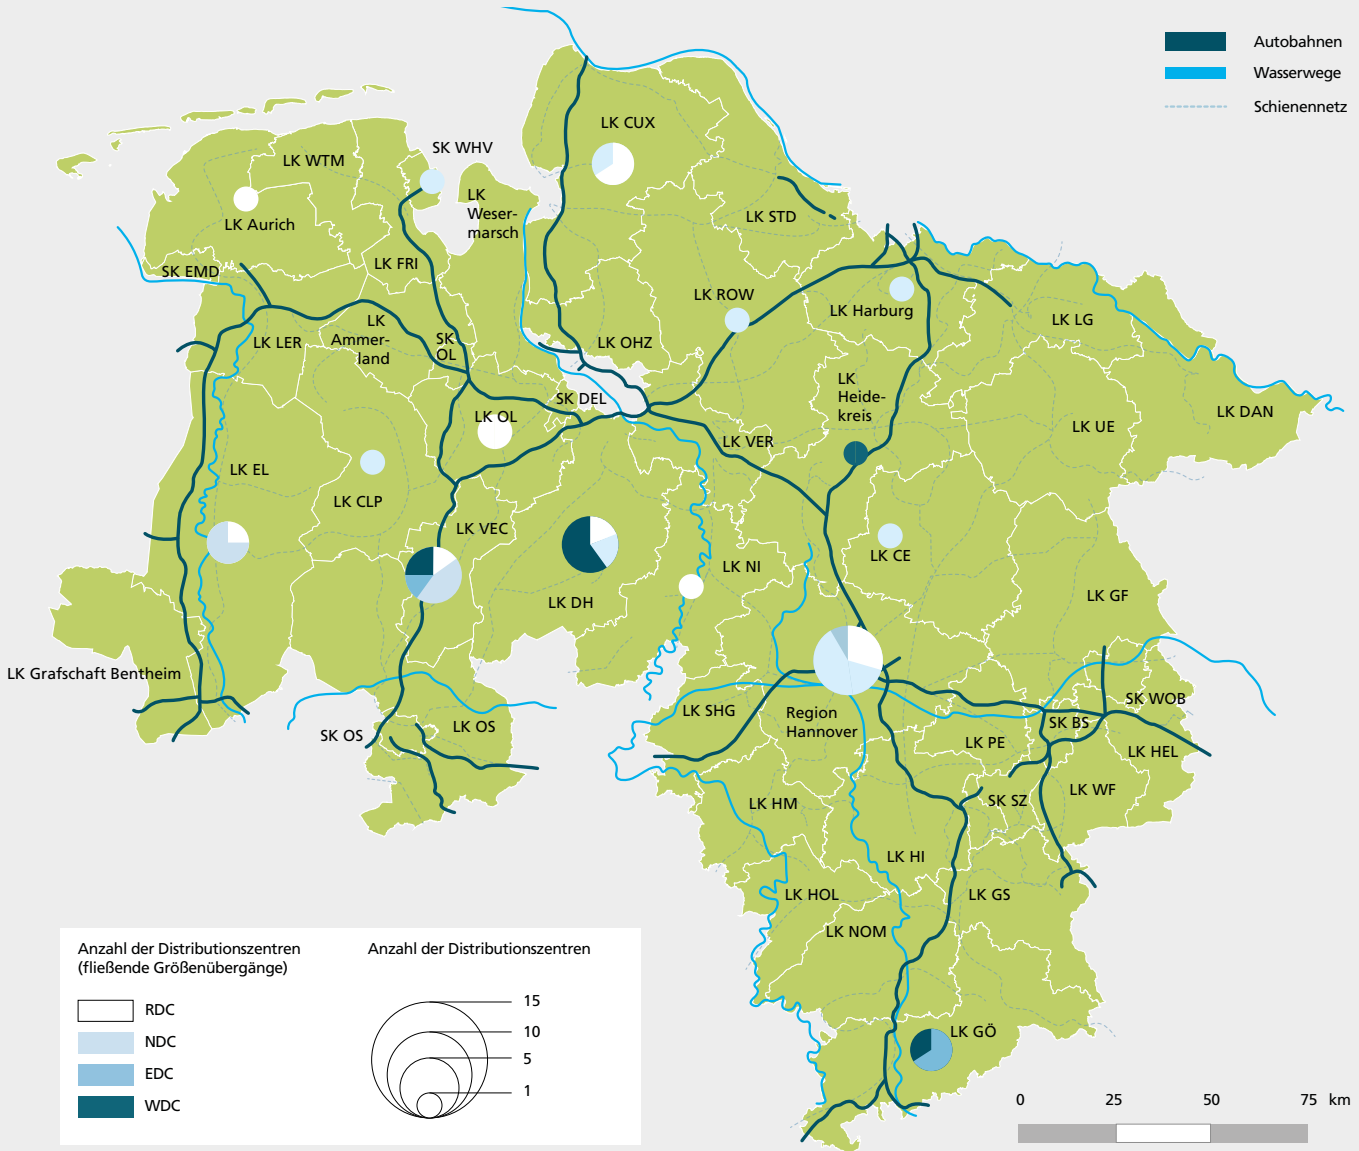 Autobahnen
Wasserwege
Schienennetz
LK CUX
SK WHV
LK WTM
LK
Weser-
marsch
LK STD
LK Aurich
LK FRI
SK EMD
LK ROW
LK Harburg
LK LG
LK
Ammer-
land
LK LER
SK
OL
LK OHZ
LK
Heide-
kreis
SK DEL
LK OL
LK DAN
LK UE
LK VER
LK EL
LK CLP
LK VEC
LK CE
LK NI
LK DH
LK GF
LK Grafschaft Bentheim
SK WOB
LK SHG
Region
Hannover
SK BS
LK OS
SK OS
LK PE
LK HEL
LK WF
LK HM
SK SZ
LK HI
LK HOL
LK GS
LK NOM
LK GÖ
Anzahl der Distributionszentren
(fließende Größenübergänge)
RDC
NDC
EDC
WDC
Anzahl der Distributionszentren
15
10
5
1
0 25 50 75 km